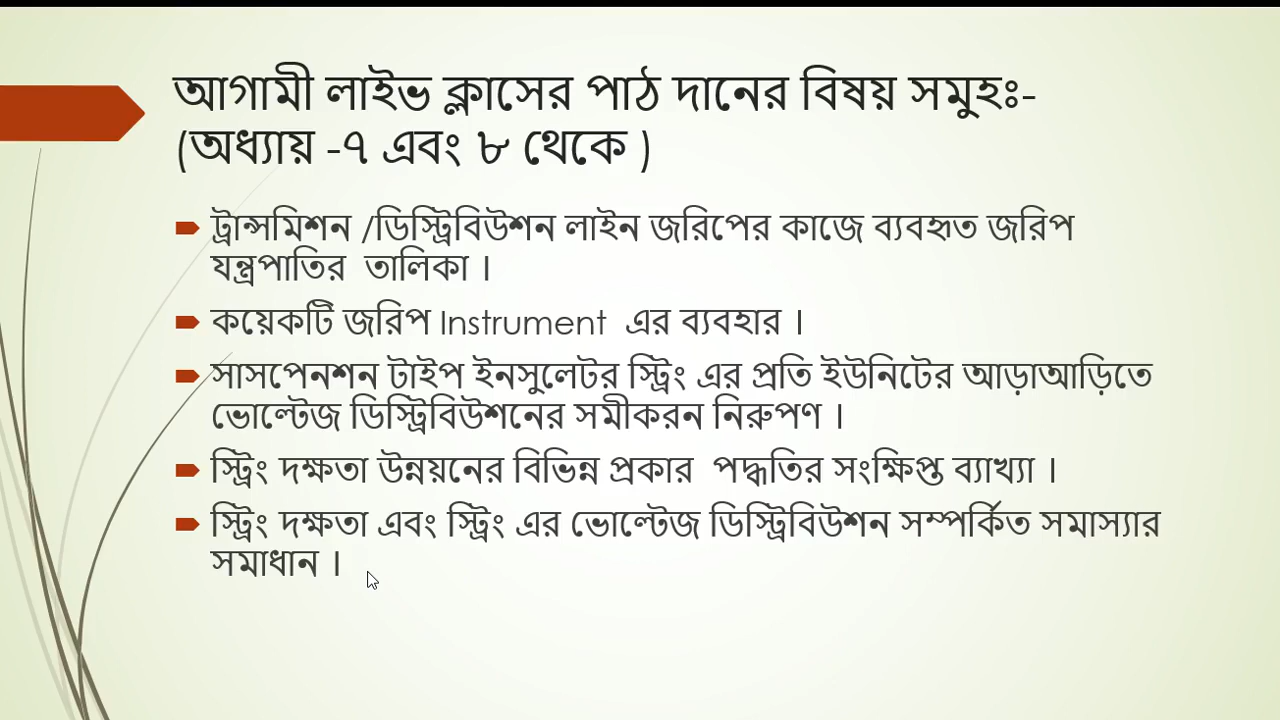 আগামী লাইভ ক্লাসের পাঠ দানের বিষয় সমুহঃ-
(অধ্যায় -৭ এবং ৮ থেকে )
ট্রান্সমিশন /ডিস্ট্রিবিউশন লাইন জরিপের কাজে ব্যবহৃত জরিপ
যন্ত্রপাতির তালিকা ।
কয়েকটি জরিপ Instrument এর ব্যবহার ।
সাসপেনশন টাইপ ইনসুলেটর স্ট্রিং এর প্রতি ইউনিটের আড়াআড়িতে
ভোল্টেজ ডিস্ট্রিবিউশনের সমীকরন নিরুপণ ।
স্ট্রিং দক্ষতা উন্নয়নের বিভিন্ন প্রকার পদ্ধতির সংক্ষিপ্ত ব্যাখ্যা ।
স্ট্রিং দক্ষতা এবং স্ট্রিং এর ভোল্টেজ ডিস্ট্রিবিউশন সম্পর্কিত সমাস্যার
সমাধান ।